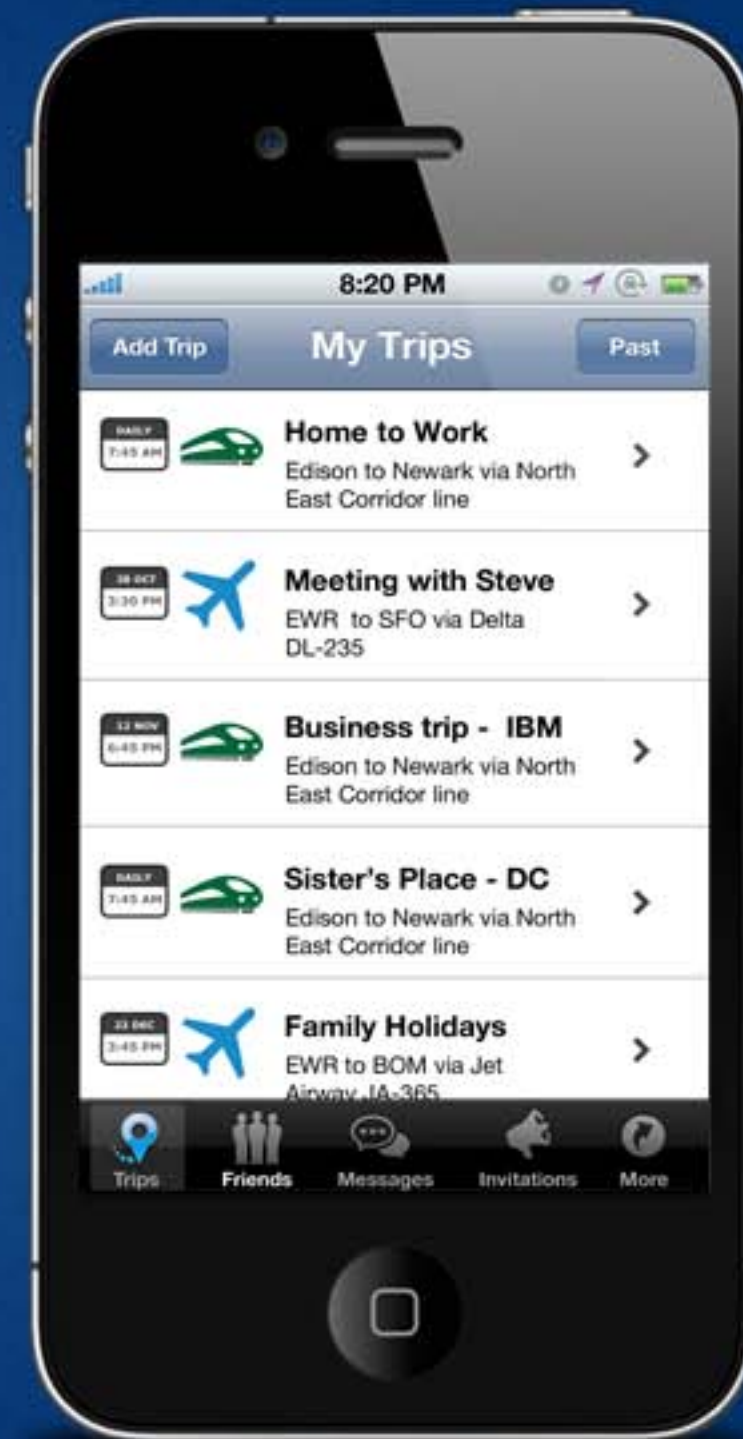 8:20 PM
Add Trip
My Trips
Past
DAILY
7:45 AM
Home to Work
Edison to Newark via North
East Corridor line
28 OCT
3:30 PM
Meeting with Steve
EWR to SFO via Delta
DL-235
12 NOV
6:45 PM
Business trip - IBM
Edison to Newark via North
East Corridor line
DAILY
7:45 AM
Sister's Place - DC
Edison to Newark via North
East Corridor line
22 DEC
3:45 PM
Family Holidays
EWR to BOM via Jet
Airway JA-365
Trips
Friends
Messages
Invitations
More